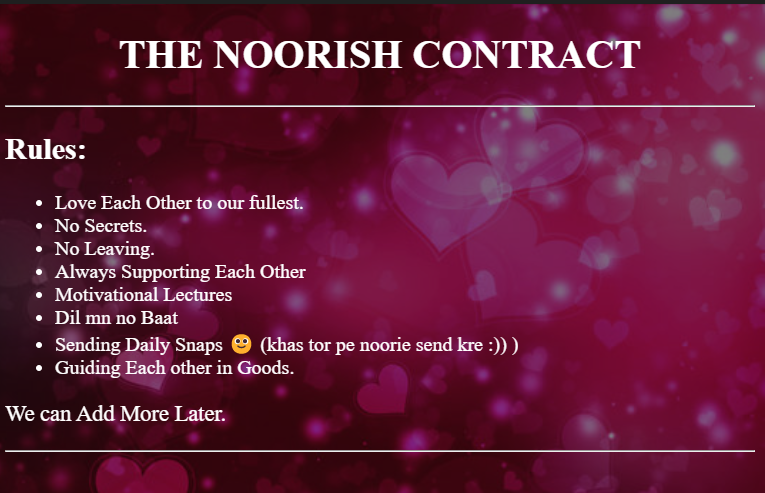 THE NOORISH CONTRACT
Rules:
• Love Each Other to our fullest.
• No Secrets.
• No Leaving.
• Always Supporting Each Other
• Motivational Lectures
• Dil mn no Baat
• Sending Daily Snaps 🙂 (khas tor pe noorie send kre :)) )
• Guiding Each other in Goods.
We can Add More Later.